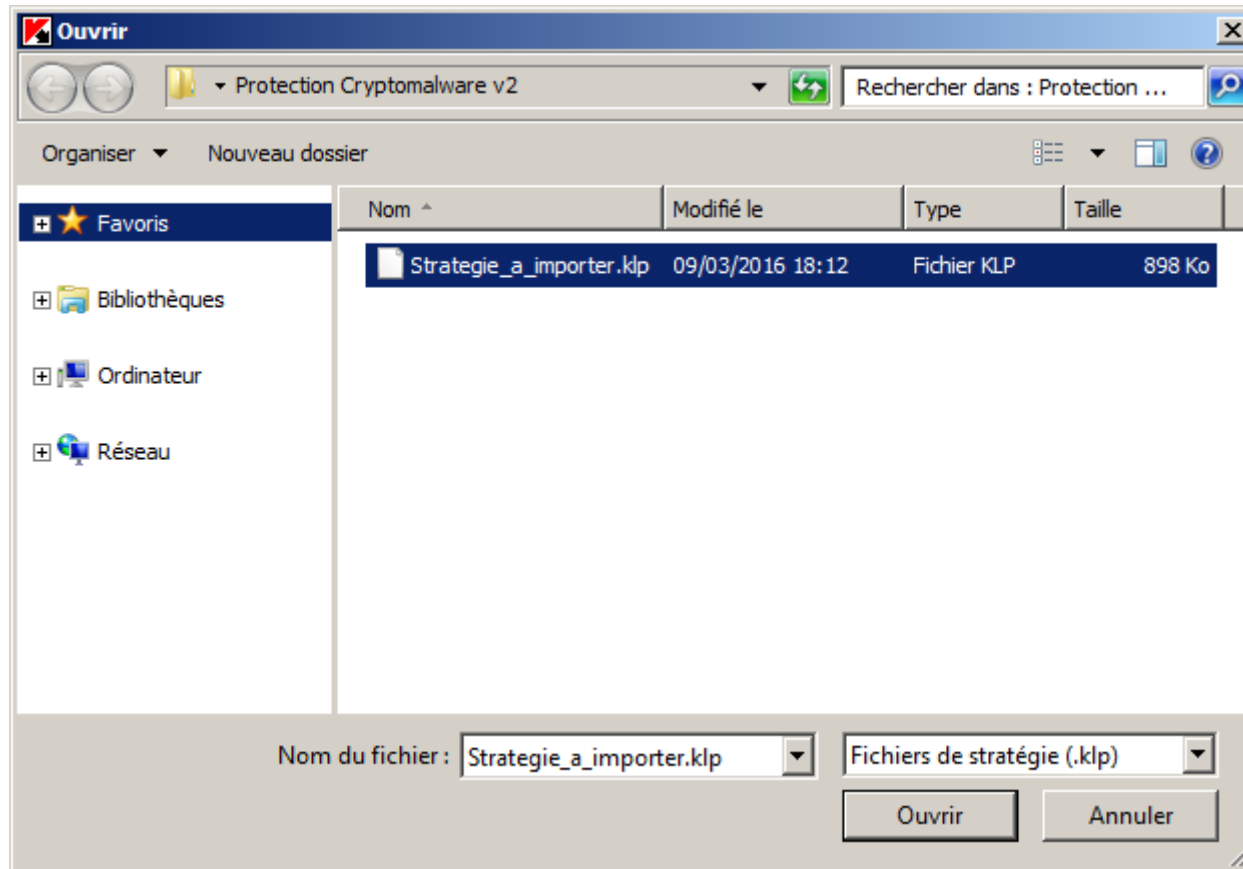 Ouvrir
Protection Cryptomalware v2
Rechercher dans : Protection ...
Organiser
Nouveau dossier
Nom
Modifié le
Type
Taille
Favoris
Strategie_a_importer.klp
09/03/2016 18:12
Fichier KLP
898 Ko
Bibliothèques
Ordinateur
Réseau
Nom du fichier :
Strategie_a_importer.klp
Fichiers de stratégie (.klp)
Ouvrir
Annuler